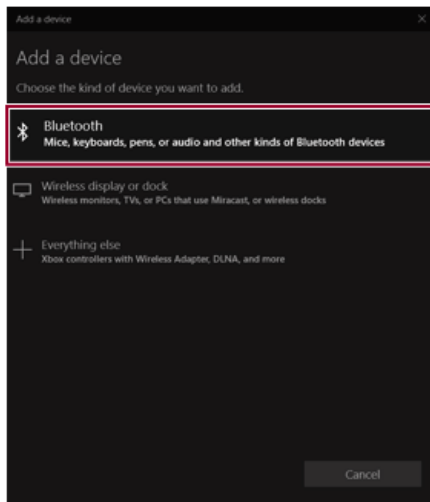 Add a device
Add a device
Choose the kind of device you want to add.
Bluetooth
Mice, keyboards, pens, or audio and other kinds of Bluetooth devices
Wireless display or dock
Wireless monitors, TVs, or PCs that use Miracast, or wireless docks
Everything else
Xbox controllers with Wireless Adapter, DLNA, and more
Cancel